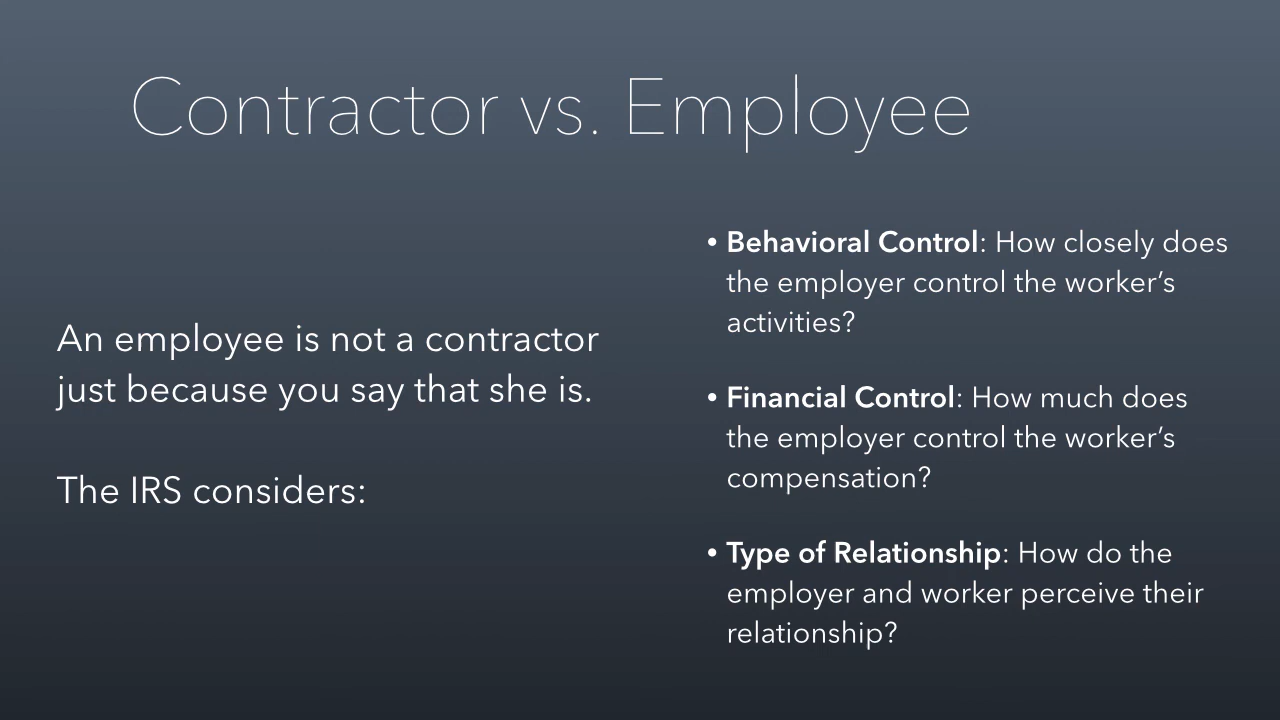 Contractor vs. Employee
An employee is not a contractor
just because you say that she is.
The IRS considers:
• Behavioral Control: How closely does
the employer control the worker’s
activities?
• Financial Control: How much does
the employer control the worker’s
compensation?
• Type of Relationship: How do the
employer and worker perceive their
relationship?